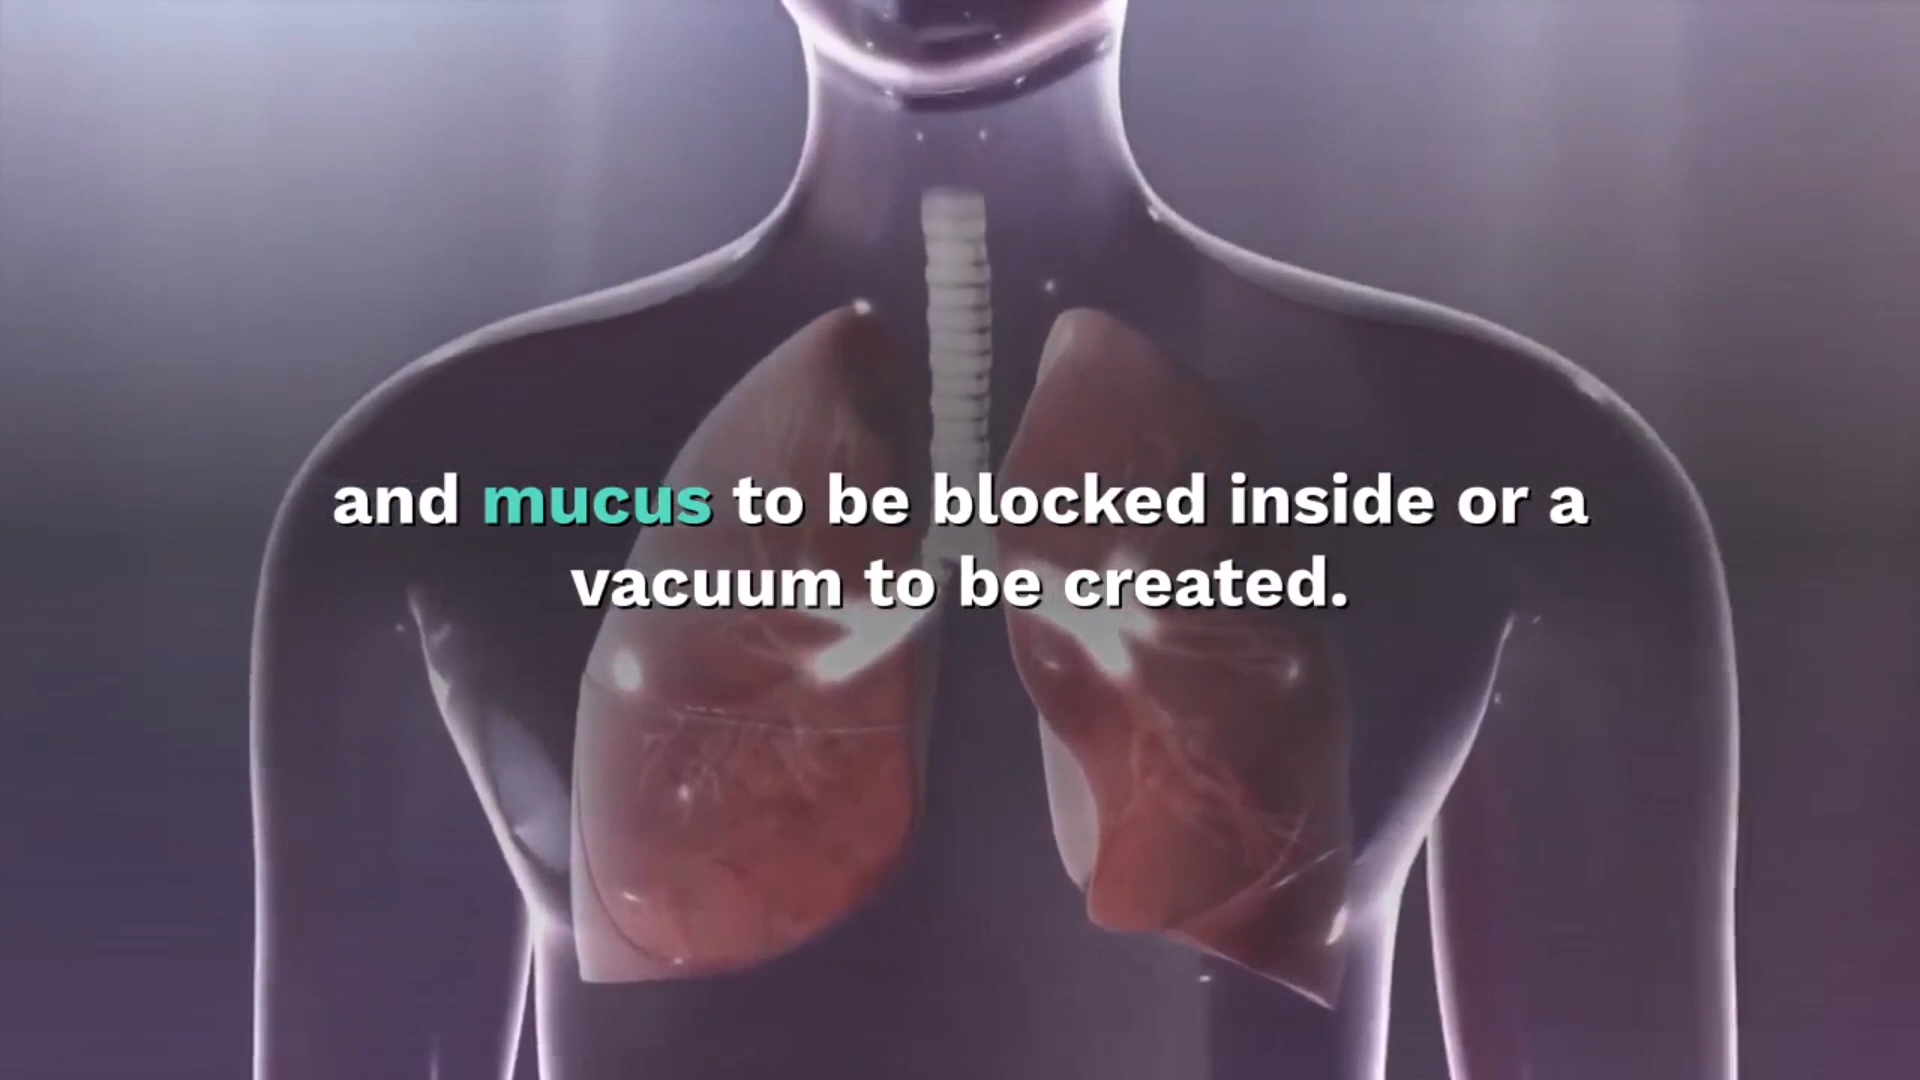 and mucus to be blocked inside or a
vacuum to be created.